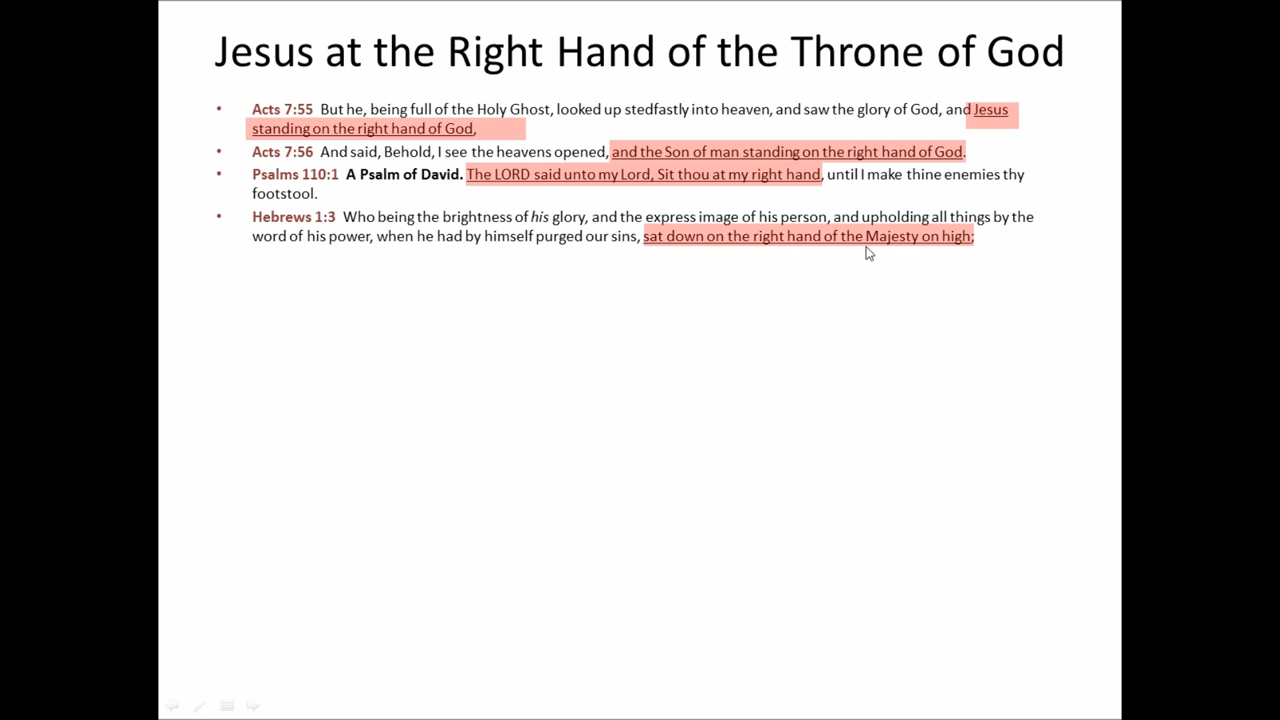 Jesus at the Right Hand of the Throne of God
• Acts 7:55 But he, being full of the Holy Ghost, looked up stedfastly into heaven, and saw the glory of God, and Jesus
standing on the right hand of God,
• Acts 7:56 And said, Behold, I see the heavens opened, and the Son of man standing on the right hand of God.
• Psalms 110:1 A Psalm of David. The LORD said unto my Lord, Sit thou at my right hand, until I make thine enemies thy
footstool.
• Hebrews 1:3 Who being the brightness of his glory, and the express image of his person, and upholding all things by the
word of his power, when he had by himself purged our sins, sat down on the right hand of the Majesty on high;